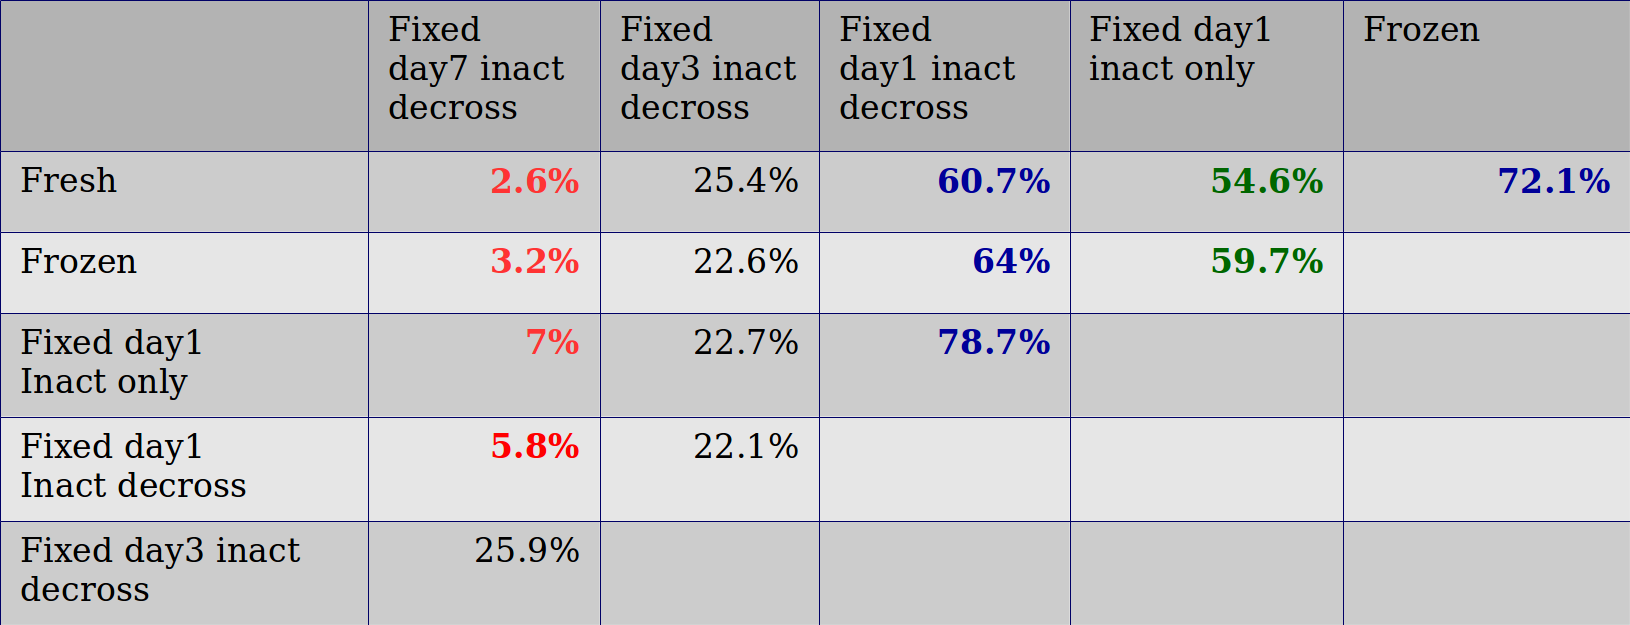 Fixed
day7 inact
decross
Fixed
day3 inact
decross
Fixed
day1 inact
decross
Fixed day1
inact only
Frozen
Fresh
2.6%
25.4%
60.7%
54.6%
72.1%
Frozen
3.2%
22.6%
64%
59.7%
Fixed day1
Inact only
7%
22.7%
78.7%
Fixed day1
Inact decross
5.8%
22.1%
Fixed day3 inact
decross
25.9%